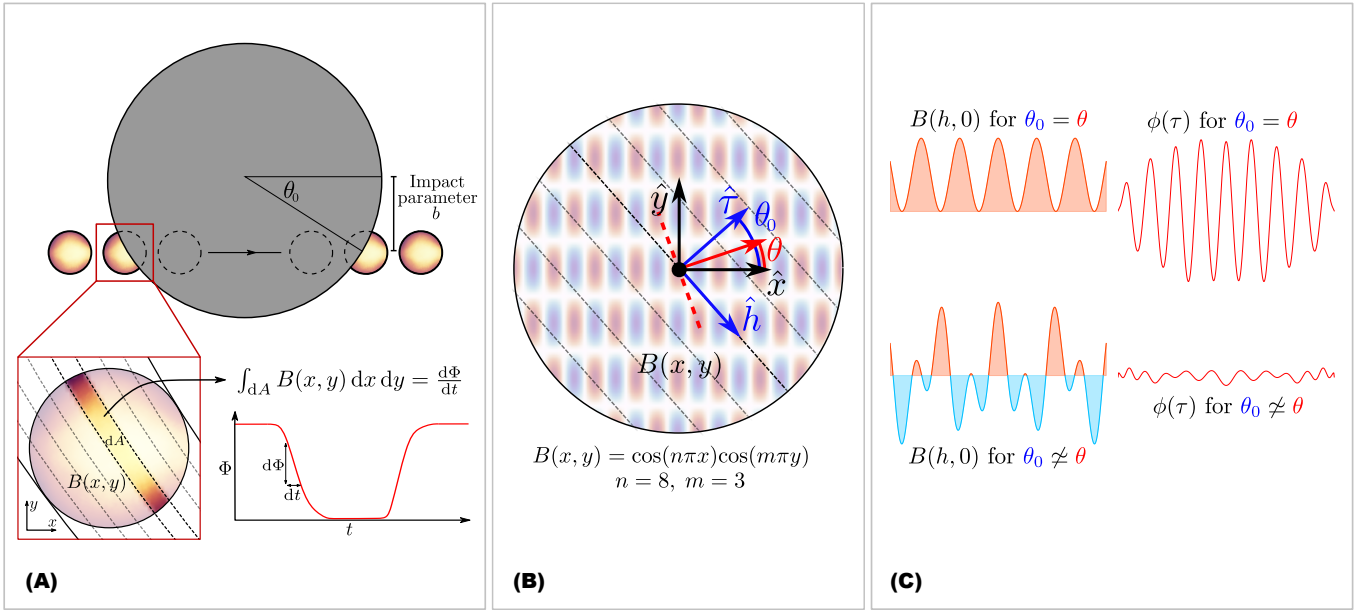 θ₀
Impact
parameter
b
∫dA B(x, y) dx dy = dΦ/dt
dA
B(x, y)
y
x
Φ
dΦ
dt
t
(A)
ŷ
τ̂
θ₀
θ
x̂
ĥ
B(x, y)
B(x, y) = cos(nπx)cos(mπy)
n = 8, m = 3
(B)
B(h, 0) for θ₀ = θ
ϕ(τ) for θ₀ = θ
ϕ(τ) for θ₀ ≄ θ
B(h, 0) for θ₀ ≄ θ
(C)